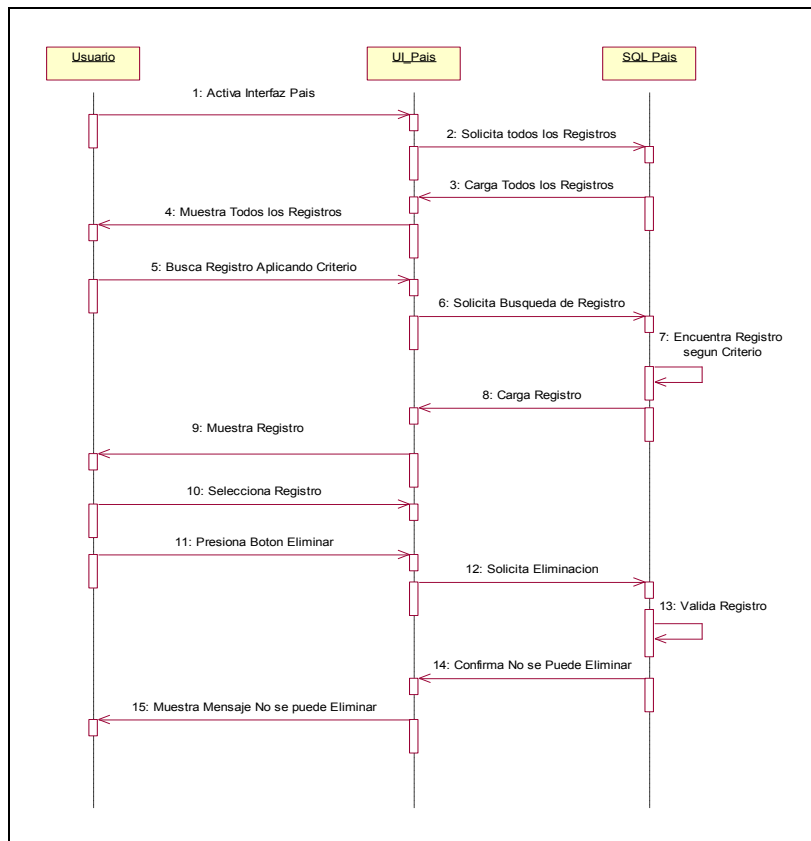 Usuario
UI_Pais
SQL Pais
1: Activa Interfaz Pais
2: Solicita todos los Registros
3: Carga Todos los Registros
4: Muestra Todos los Registros
5: Busca Registro Aplicando Criterio
6: Solicita Busqueda de Registro
7: Encuentra Registro
segun Criterio
8: Carga Registro
9: Muestra Registro
10: Selecciona Registro
11: Presiona Boton Eliminar
12: Solicita Eliminacion
13: Valida Registro
14: Confirma No se Puede Eliminar
15: Muestra Mensaje No se puede Eliminar